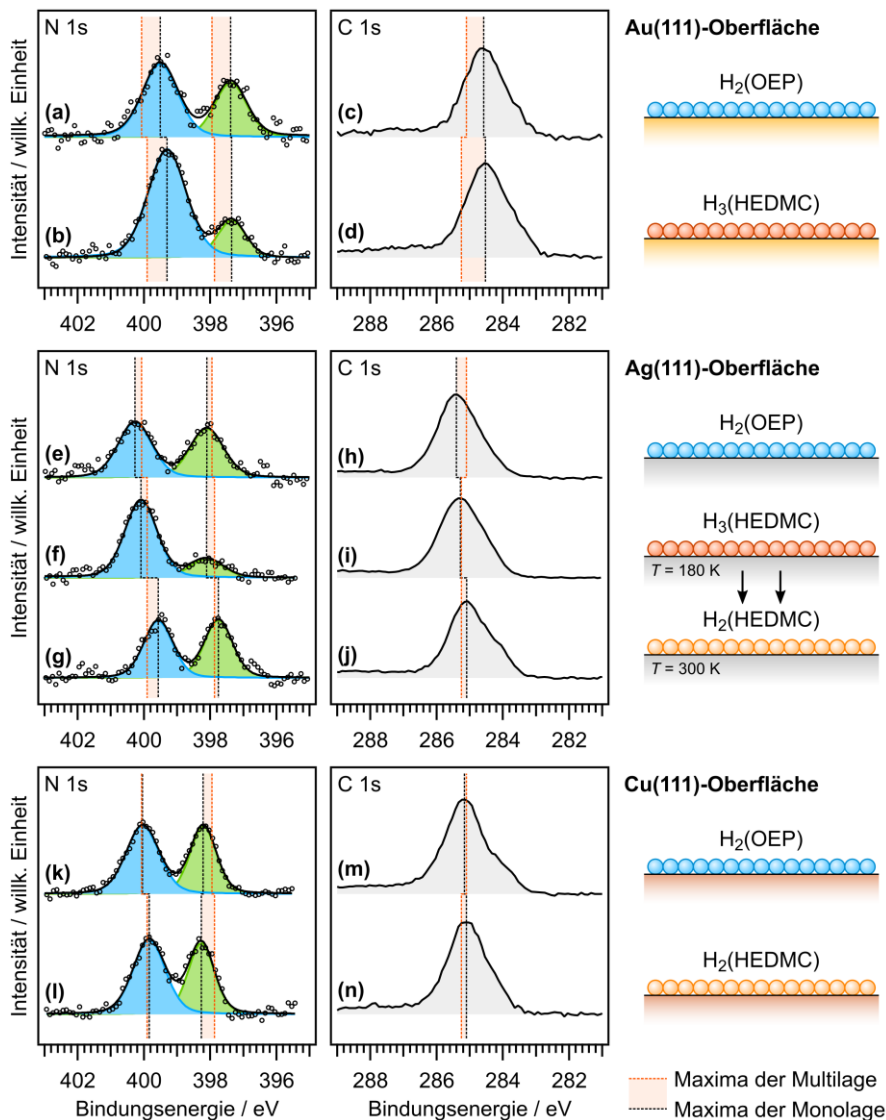 N 1s
C 1s
Au(111)-Oberfläche
H2(OEP)
(a)
(c)
H3(HEDMC)
(b)
(d)
Intensität / willk. Einheit
402 400 398 396
288 286 284 282
N 1s
C 1s
Ag(111)-Oberfläche
H2(OEP)
(e)
(h)
H3(HEDMC)
(f)
(i)
T = 180 K
H2(HEDMC)
(g)
(j)
T = 300 K
Intensität / willk. Einheit
402 400 398 396
288 286 284 282
N 1s
C 1s
Cu(111)-Oberfläche
H2(OEP)
(k)
(m)
H2(HEDMC)
(l)
(n)
Intensität / willk. Einheit
402 400 398 396
288 286 284 282
Bindungsenergie / eV
Bindungsenergie / eV
Maxima der Multilage
Maxima der Monolage